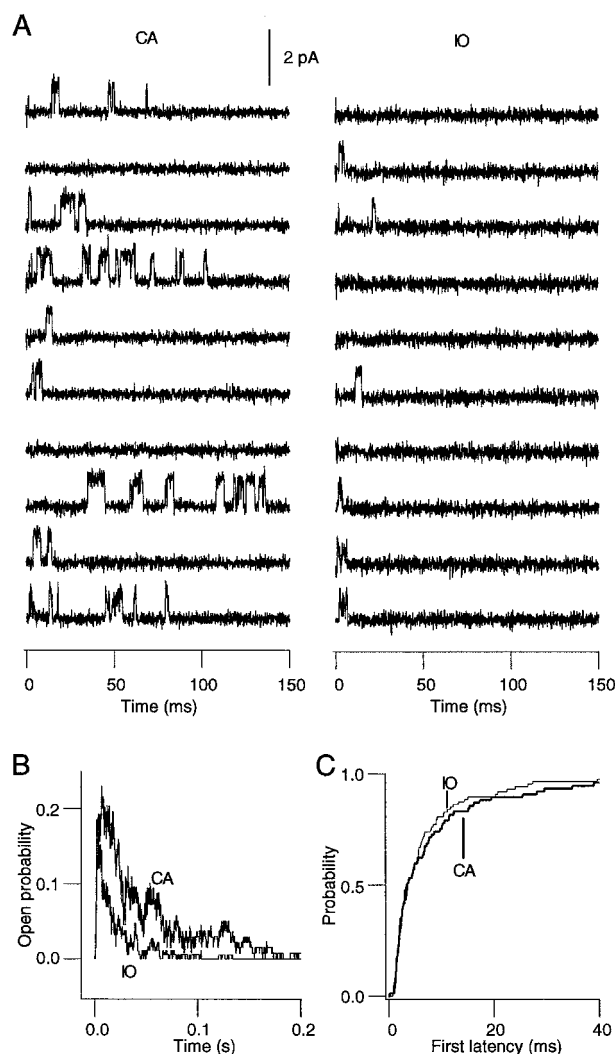 A
CA
2 pA
IO
0 50 100 150
Time (ms)
0 50 100 150
Time (ms)
B
0.2
0.1
0.0
Open probability
CA
IO
0.0 0.1 0.2
Time (s)
C
1.0
0.5
0.0
Probability
IO
CA
0 20 40
First latency (ms)